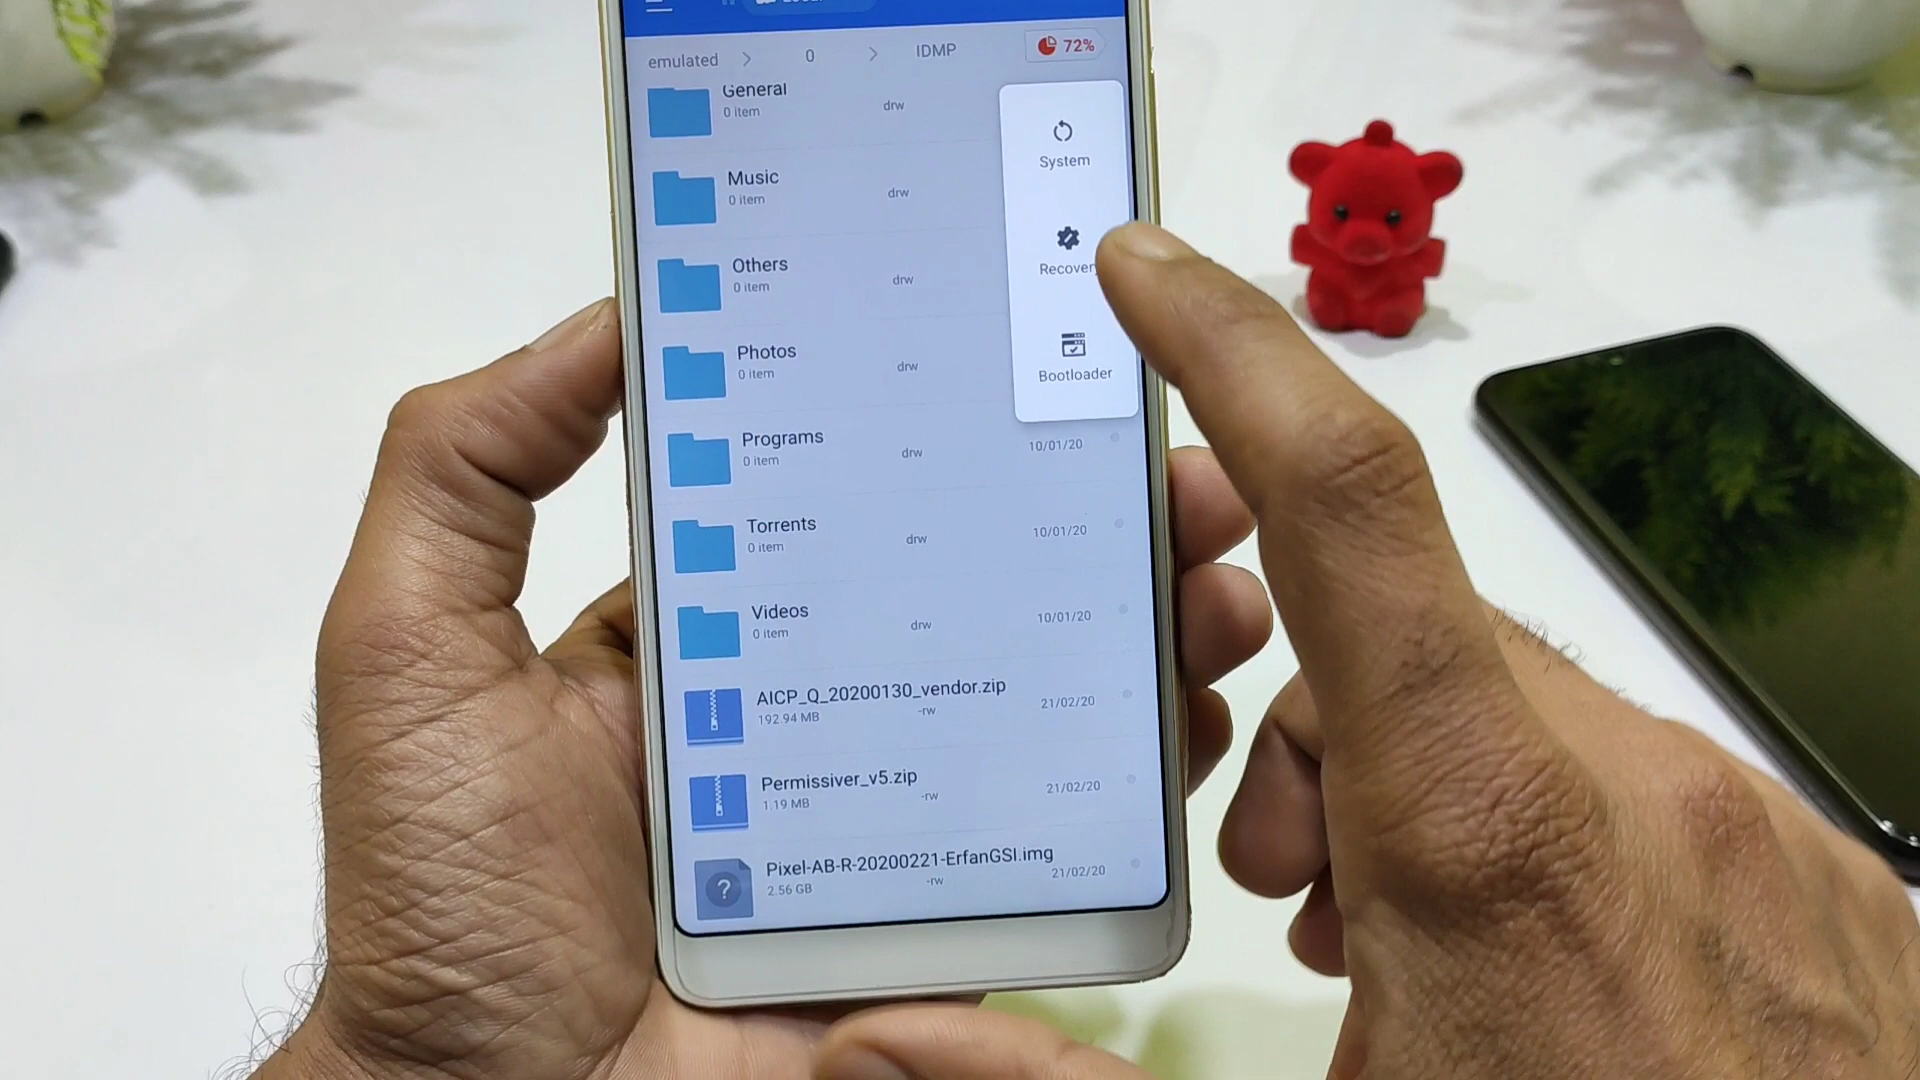 emulated > 0 > IDMP 72%
General
0 item drw
System
Music
0 item drw
Recovery
Others
0 item drw
Bootloader
Photos
0 item drw
Programs
0 item drw 10/01/20
Torrents
0 item drw 10/01/20
Videos
0 item drw 10/01/20
AICP_Q_20200130_vendor.zip
192.94 MB -rw 21/02/20
Permissiver_v5.zip
1.19 MB -rw 21/02/20
Pixel-AB-R-20200221-ErfanGSI.img
2.56 GB -rw 21/02/20
?